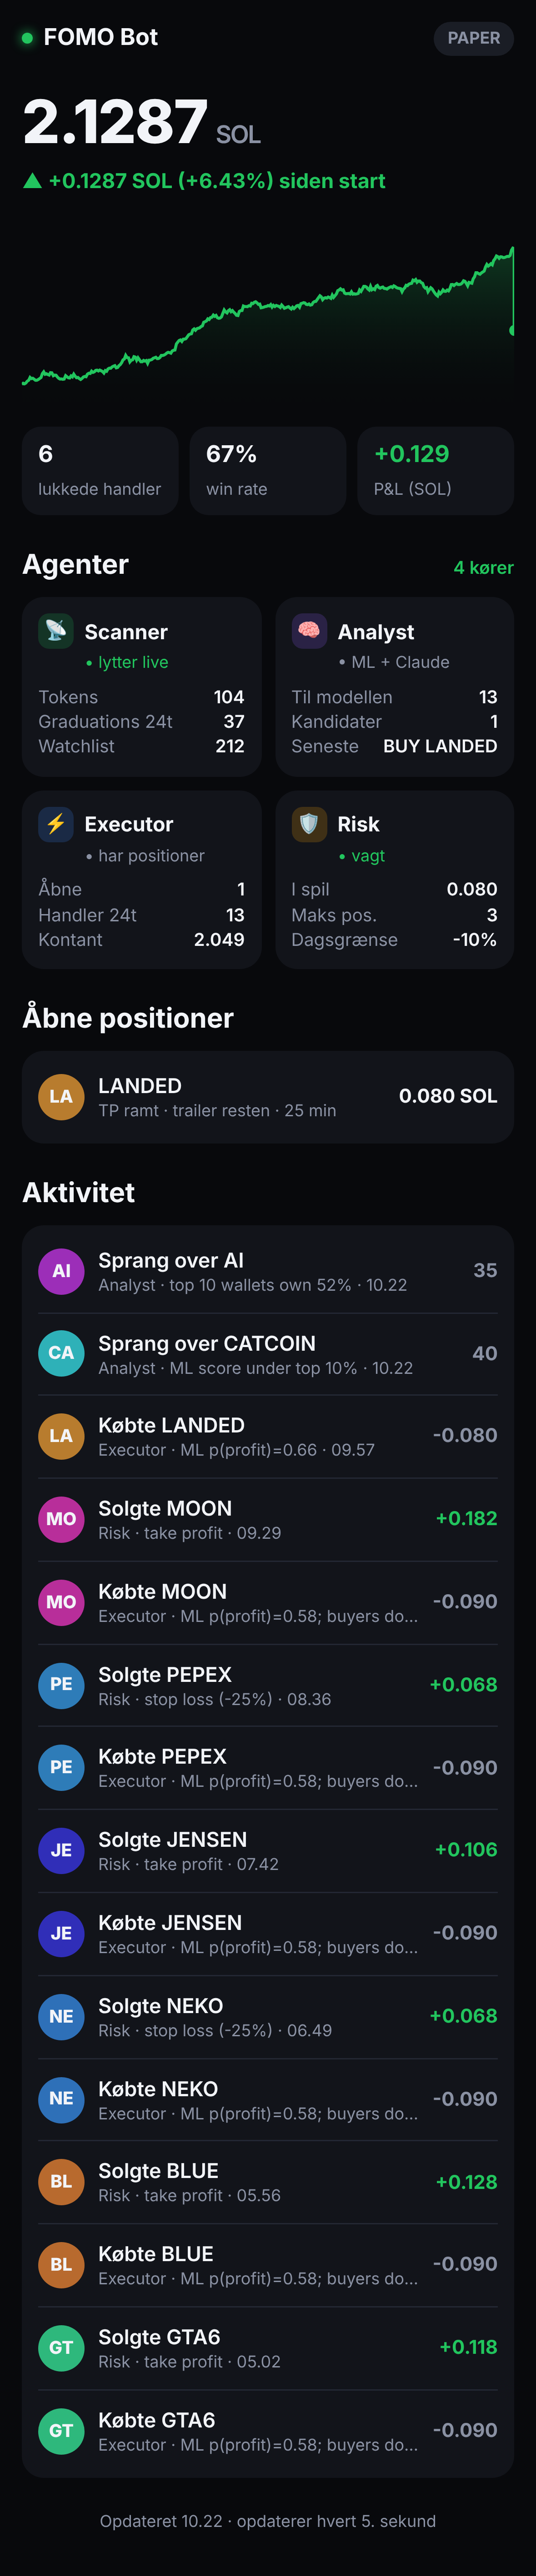 FOMO Bot
PAPER
2.1287 SOL
▲ +0.1287 SOL (+6.43%) siden start
6
lukkede handler
67%
win rate
+0.129
P&L (SOL)
Agenter
4 kører
Scanner
• lytter live
Tokens 104
Graduations 24t 37
Watchlist 212
Analyst
• ML + Claude
Til modellen 13
Kandidater 1
Seneste BUY LANDED
Executor
• har positioner
Åbne 1
Handler 24t 13
Kontant 2.049
Risk
• vagt
I spil 0.080
Maks pos. 3
Dagsgrænse -10%
Åbne positioner
LA
LANDED
TP ramt · trailer resten · 25 min
0.080 SOL
Aktivitet
AI
Sprang over AI
Analyst · top 10 wallets own 52% · 10.22
35
CA
Sprang over CATCOIN
Analyst · ML score under top 10% · 10.22
40
LA
Købte LANDED
Executor · ML p(profit)=0.66 · 09.57
-0.080
MO
Solgte MOON
Risk · take profit · 09.29
+0.182
MO
Købte MOON
Executor · ML p(profit)=0.58; buyers do...
-0.090
PE
Solgte PEPEX
Risk · stop loss (-25%) · 08.36
+0.068
PE
Købte PEPEX
Executor · ML p(profit)=0.58; buyers do...
-0.090
JE
Solgte JENSEN
Risk · take profit · 07.42
+0.106
JE
Købte JENSEN
Executor · ML p(profit)=0.58; buyers do...
-0.090
NE
Solgte NEKO
Risk · stop loss (-25%) · 06.49
+0.068
NE
Købte NEKO
Executor · ML p(profit)=0.58; buyers do...
-0.090
BL
Solgte BLUE
Risk · take profit · 05.56
+0.128
BL
Købte BLUE
Executor · ML p(profit)=0.58; buyers do...
-0.090
GT
Solgte GTA6
Risk · take profit · 05.02
+0.118
GT
Købte GTA6
Executor · ML p(profit)=0.58; buyers do...
-0.090
Opdateret 10.22 · opdaterer hvert 5. sekund